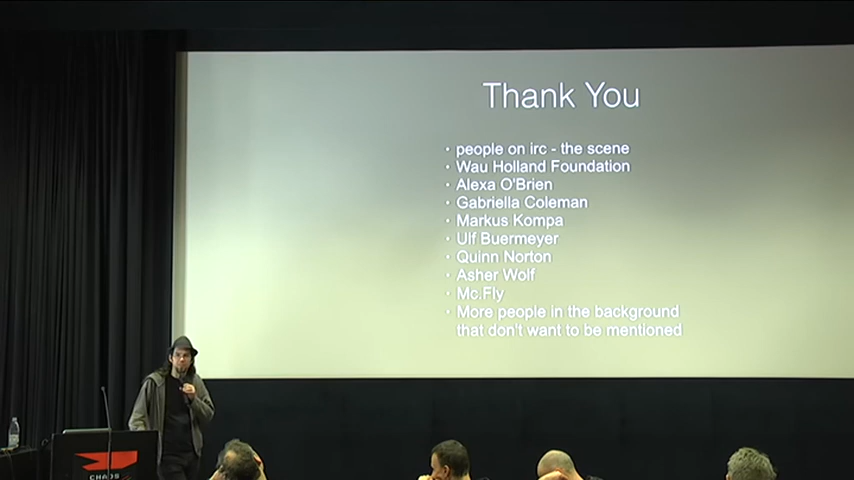 Thank You
• people on irc - the scene
• Wau Holland Foundation
• Alexa O'Brien
• Gabriella Coleman
• Markus Kompa
• Ulf Buermeyer
• Quinn Norton
• Asher Wolf
• Mc.Fly
• More people in the background
that don't want to be mentioned
CHAOS